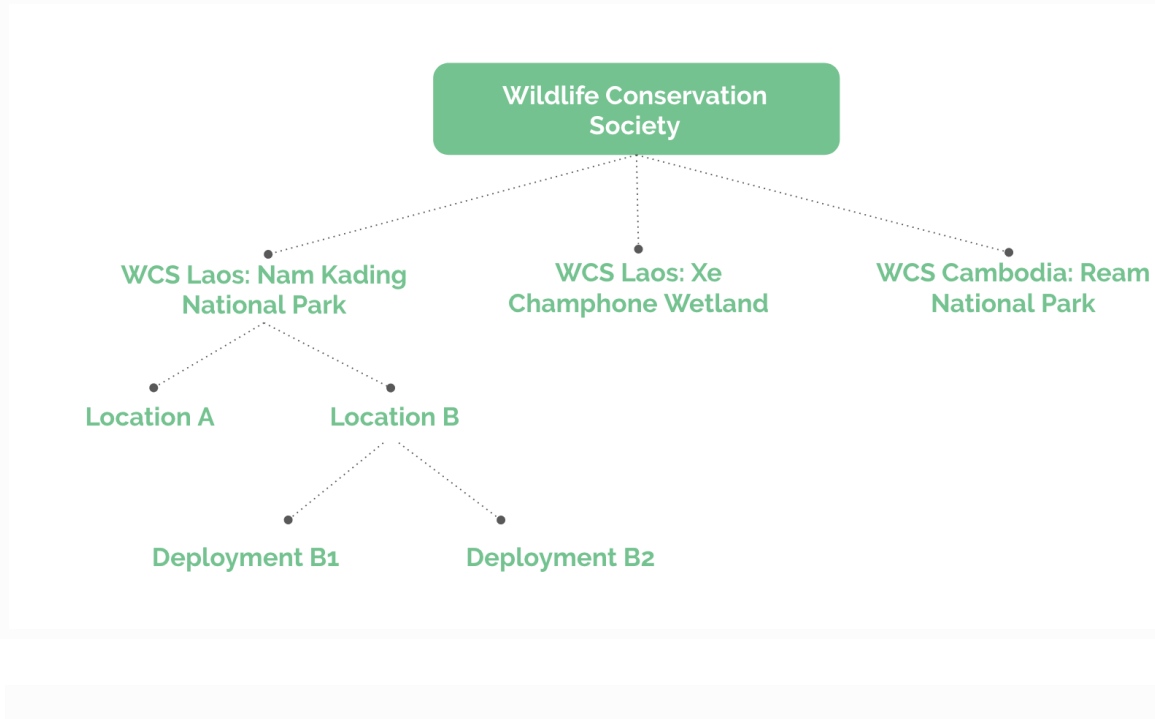 Wildlife Conservation
Society
WCS Laos: Nam Kading
National Park
WCS Laos: Xe
Champhone Wetland
WCS Cambodia: Ream
National Park
Location A
Location B
Deployment B1
Deployment B2